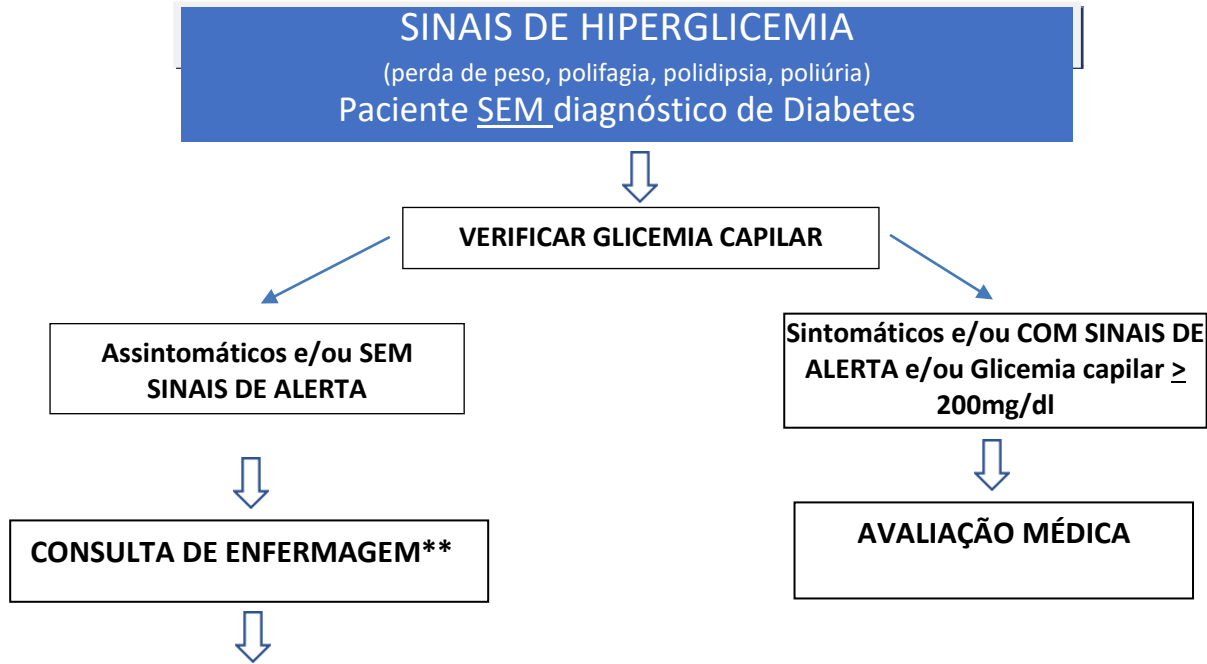 SINAIS DE HIPERGLICEMIA
(perda de peso, polifagia, polidipsia, poliúria)
Paciente SEM diagnóstico de Diabetes
VERIFICAR GLICEMIA CAPILAR
Assintomáticos e/ou SEM
SINAIS DE ALERTA
Sintomáticos e/ou COM SINAIS DE
ALERTA e/ou Glicemia capilar ≥
200mg/dl
CONSULTA DE ENFERMAGEM**
AVALIAÇÃO MÉDICA